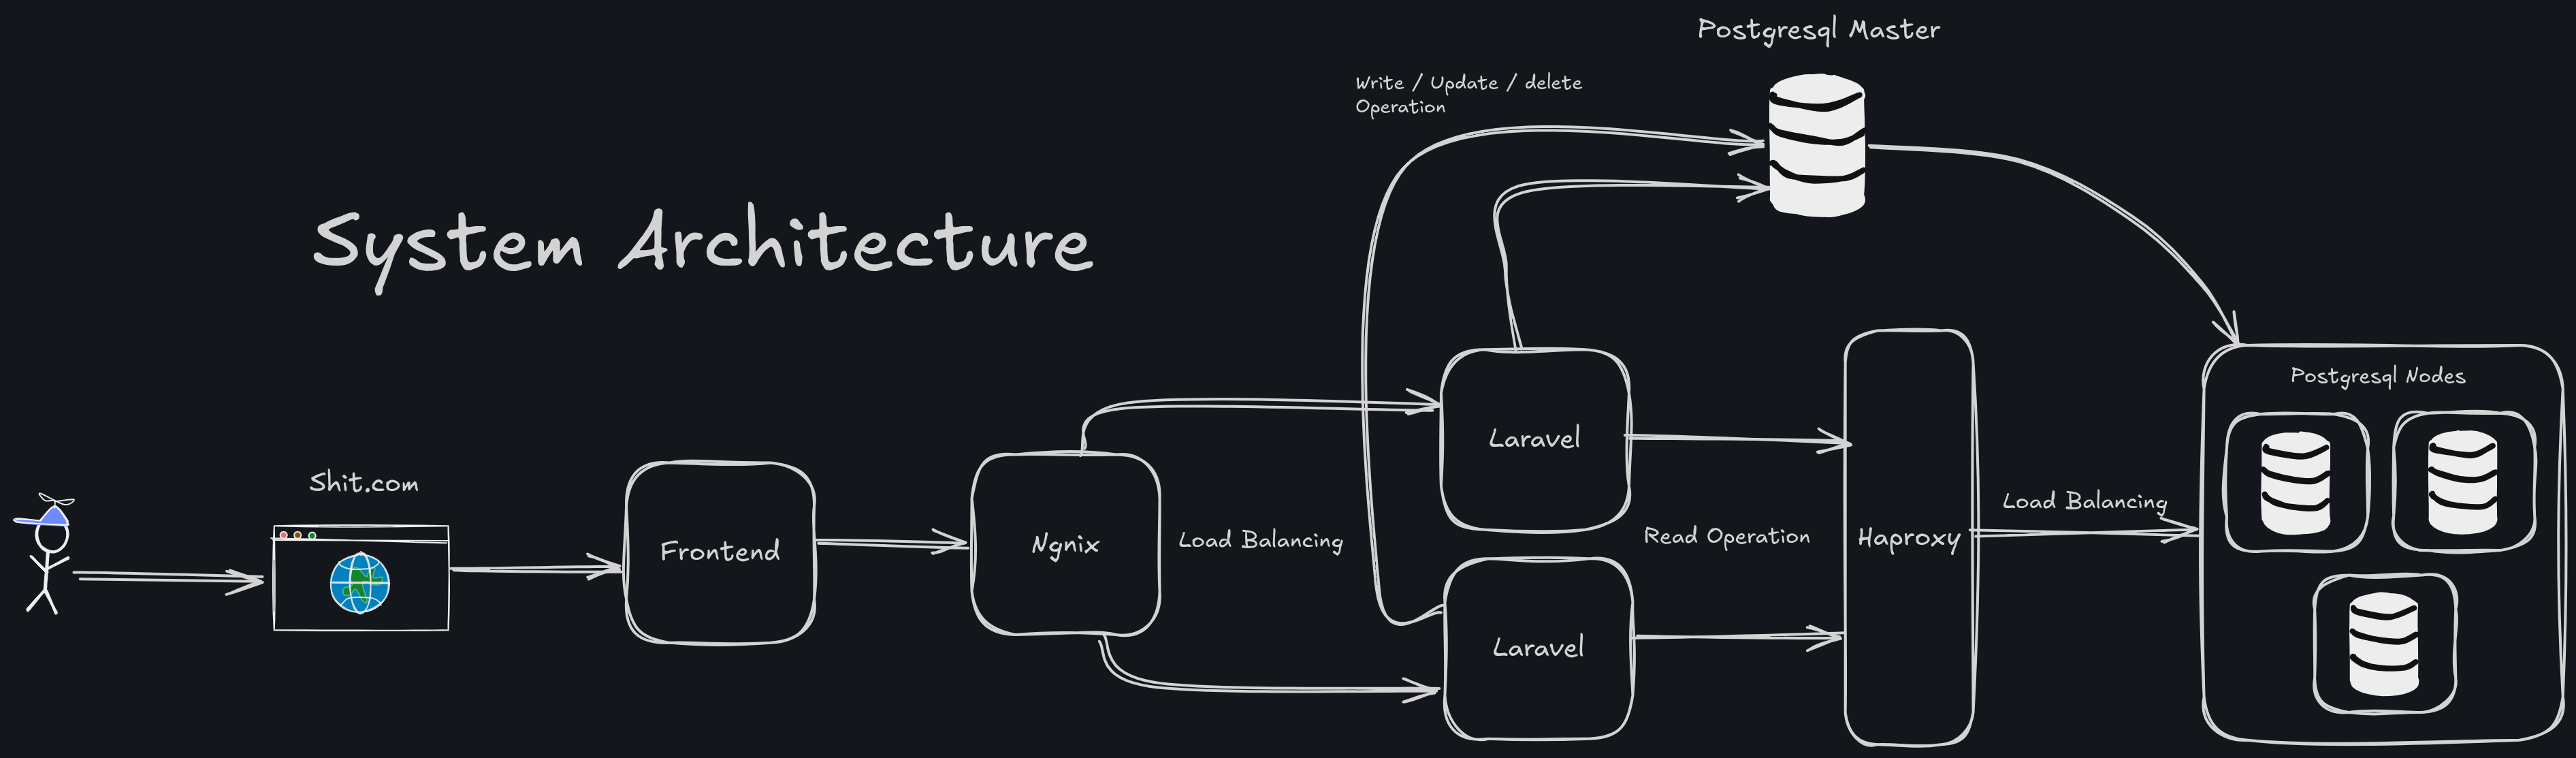 Postgresql Master
Write / Update / delete
Operation
System Architecture
Postgresql Nodes
Laravel
Shit.com
Load Balancing
Frontend
Ngnix
Load Balancing
Read Operation
Haproxy
Laravel